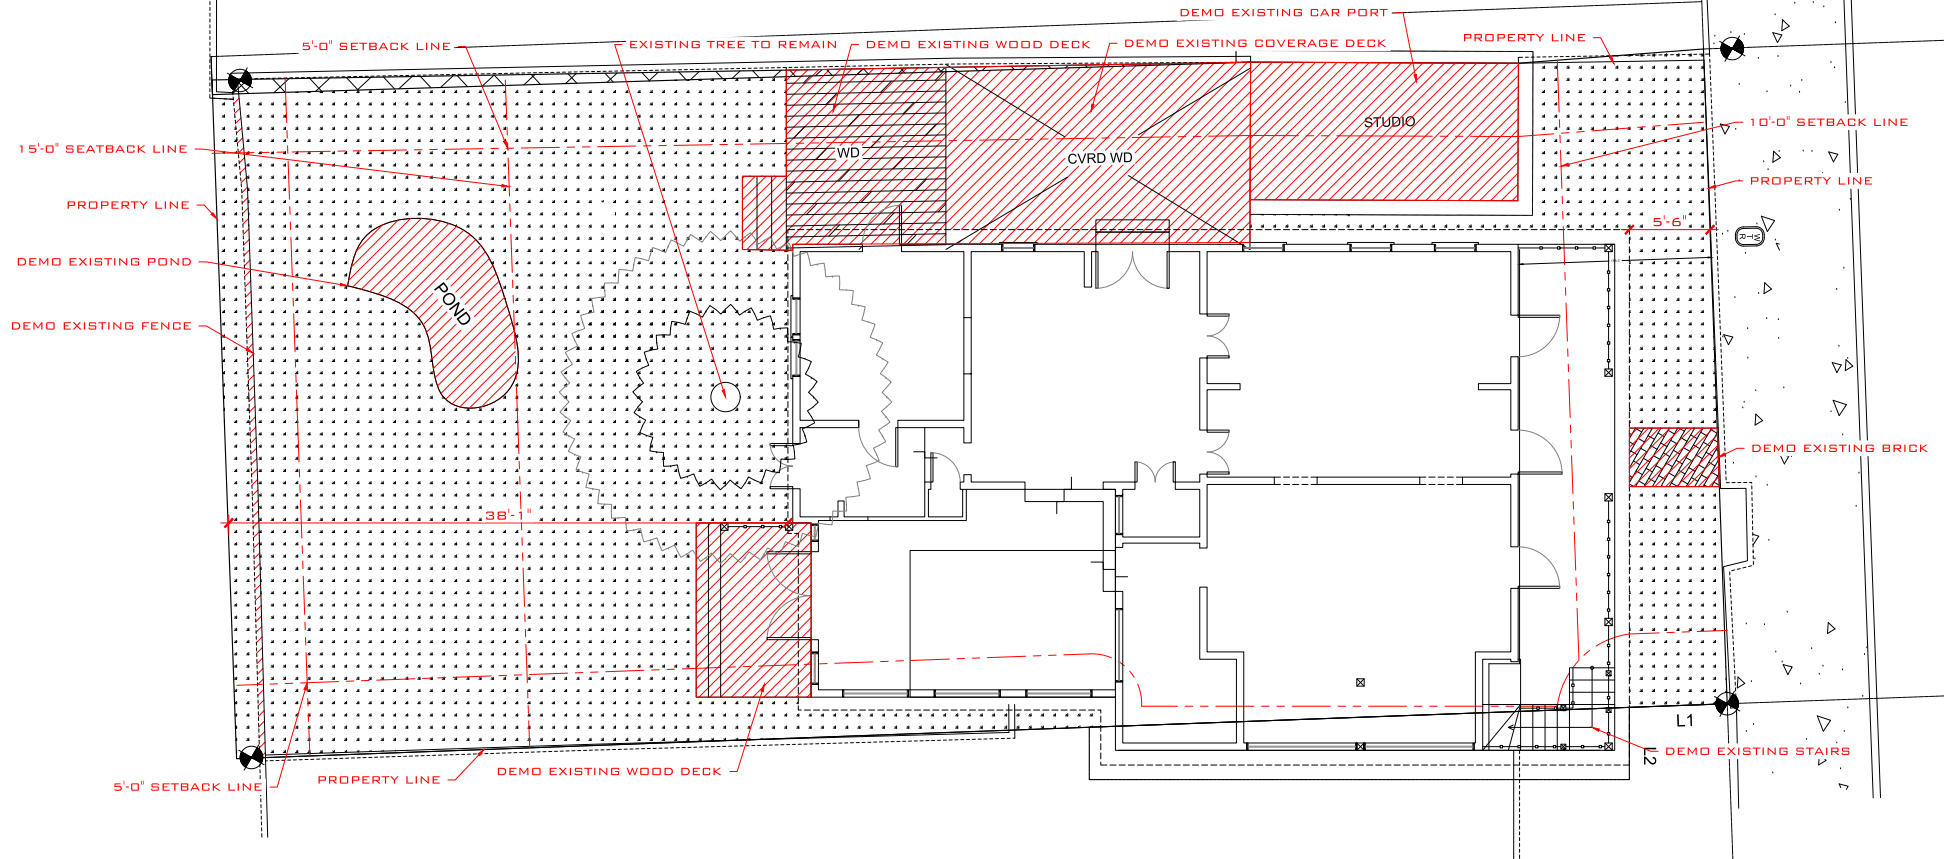 DEMO EXISTING CAR PORT
5'-0" SETBACK LINE
EXISTING TREE TO REMAIN
DEMO EXISTING WOOD DECK
DEMO EXISTING COVERAGE DECK
PROPERTY LINE
STUDIO
10'-0" SETBACK LINE
15'-0" SEATBACK LINE
WD
CVRD WD
PROPERTY LINE
PROPERTY LINE
5'-6"
WTR
DEMO EXISTING POND
POND
DEMO EXISTING FENCE
DEMO EXISTING BRICK
38'-1"
L1
DEMO EXISTING STAIRS
L2
DEMO EXISTING WOOD DECK
PROPERTY LINE
5'-0" SETBACK LINE